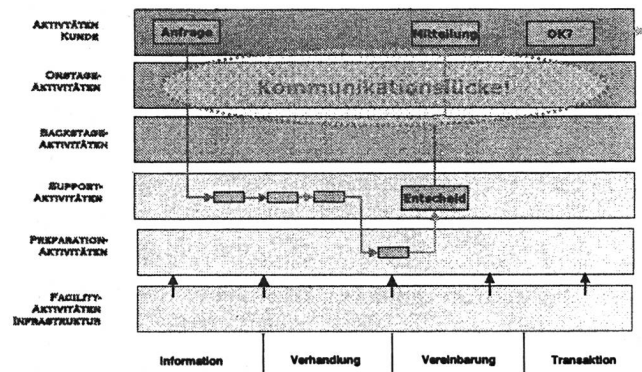 AKTIVTÄTEN
KUNDE
Anfrage
Mitteilung
OK?
ONSTAGE-
AKTIVITÄTEN
Kommunikationslücke!
BACKSTAGE-
AKTIVITÄTEN
SUPPORT-
AKTIVITÄTEN
Entscheid
PREPARATION-
AKTIVITÄTEN
FACILITY-
AKTIVITÄTEN
INFRASTRUKTUR
Information
Verhandlung
Vereinbarung
Transaktion